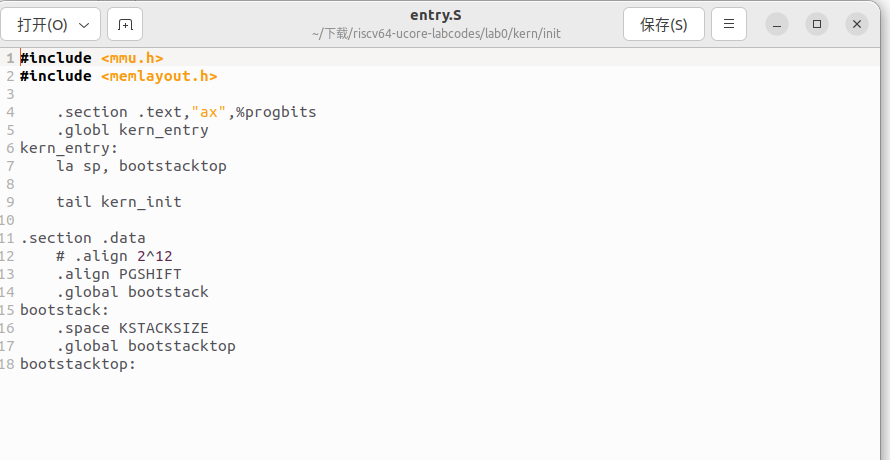 打开(O)
entry.S
~/下载/riscv64-ucore-labcodes/lab0/kern/init
保存(S)
1 #include <mmu.h>
2 #include <memlayout.h>
3
4     .section .text,"ax",%progbits
5     .globl kern_entry
6 kern_entry:
7     la sp, bootstacktop
8
9     tail kern_init
10
11 .section .data
12     # .align 2^12
13     .align PGSHIFT
14     .global bootstack
15 bootstack:
16     .space KSTACKSIZE
17     .global bootstacktop
18 bootstacktop: